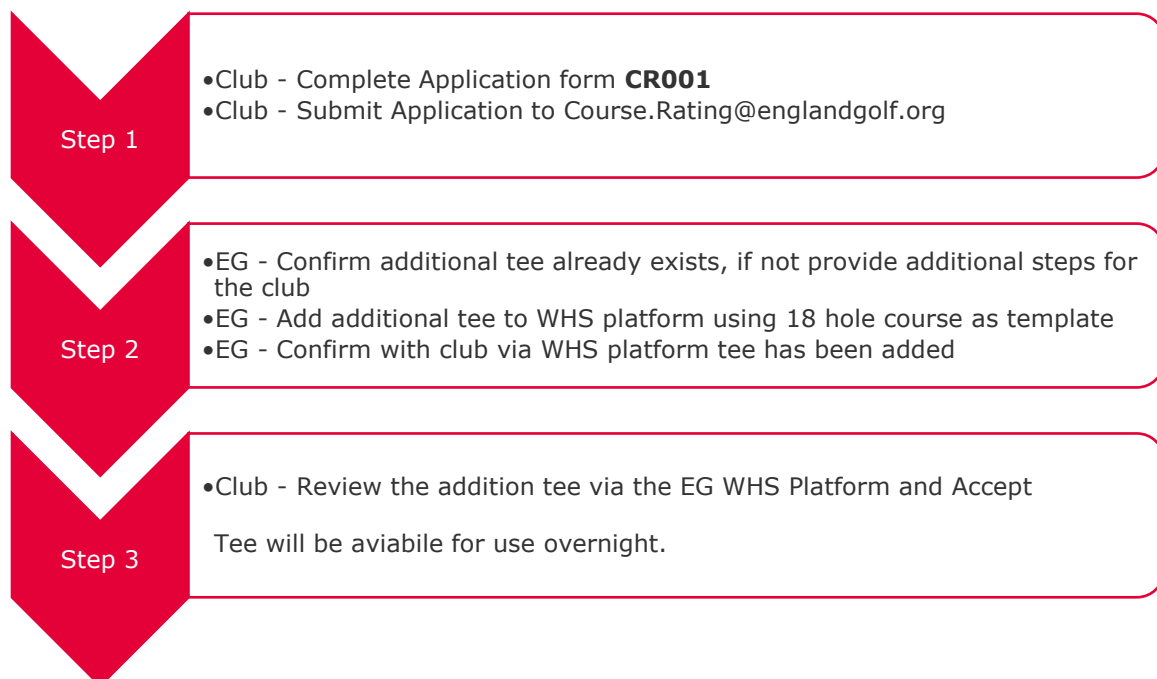 Step 1
•Club - Complete Application form CR001
•Club - Submit Application to Course.Rating@englandgolf.org
Step 2
•EG - Confirm additional tee already exists, if not provide additional steps for
the club
•EG - Add additional tee to WHS platform using 18 hole course as template
•EG - Confirm with club via WHS platform tee has been added
Step 3
•Club - Review the addition tee via the EG WHS Platform and Accept
Tee will be aviabile for use overnight.